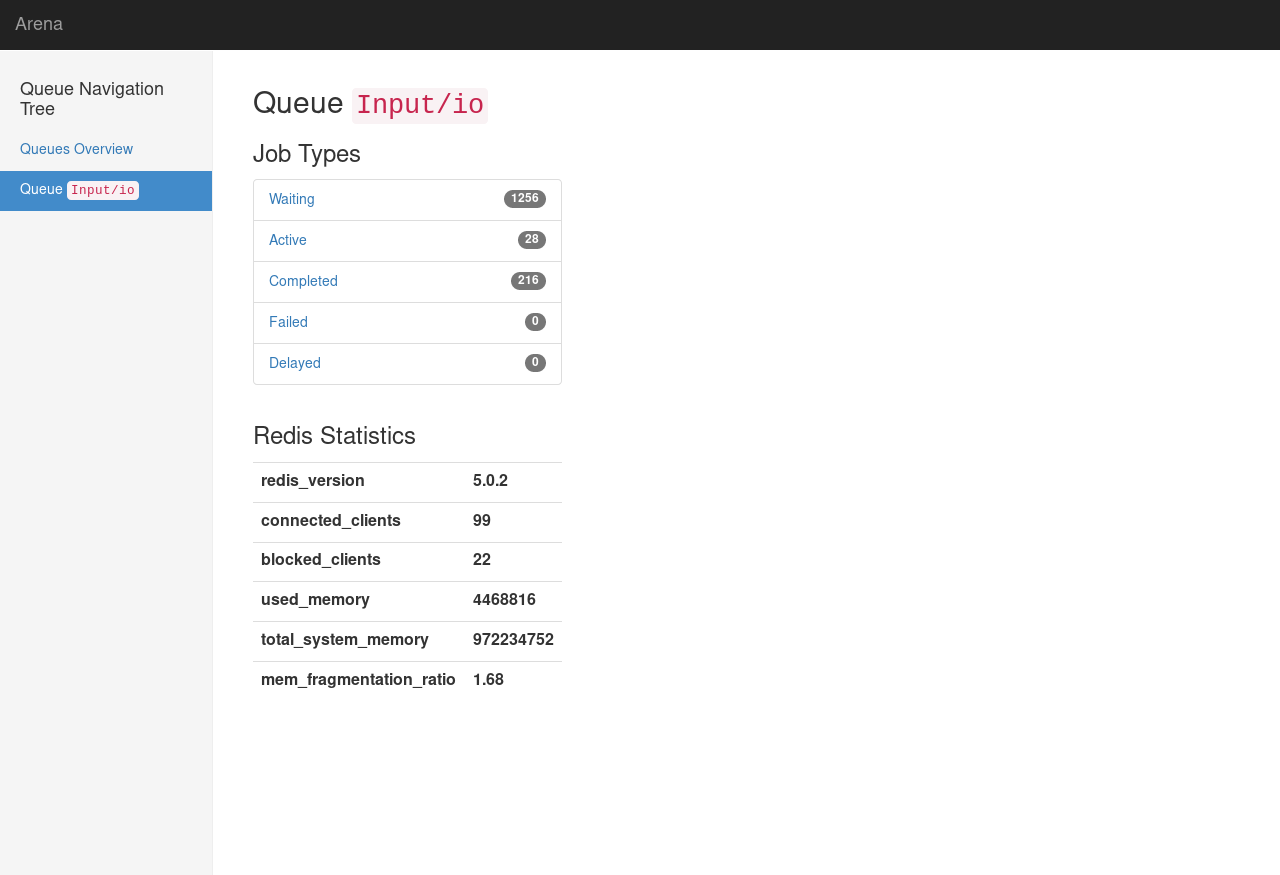 Arena
Queue Navigation
Tree
Queues Overview
Queue Input/io
Queue Input/io
Job Types
Waiting 1256
Active 28
Completed 216
Failed 0
Delayed 0
Redis Statistics
redis_version 5.0.2
connected_clients 99
blocked_clients 22
used_memory 4468816
total_system_memory 972234752
mem_fragmentation_ratio 1.68